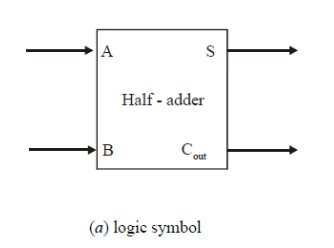 A S
Half - adder
B Cout
(a) logic symbol